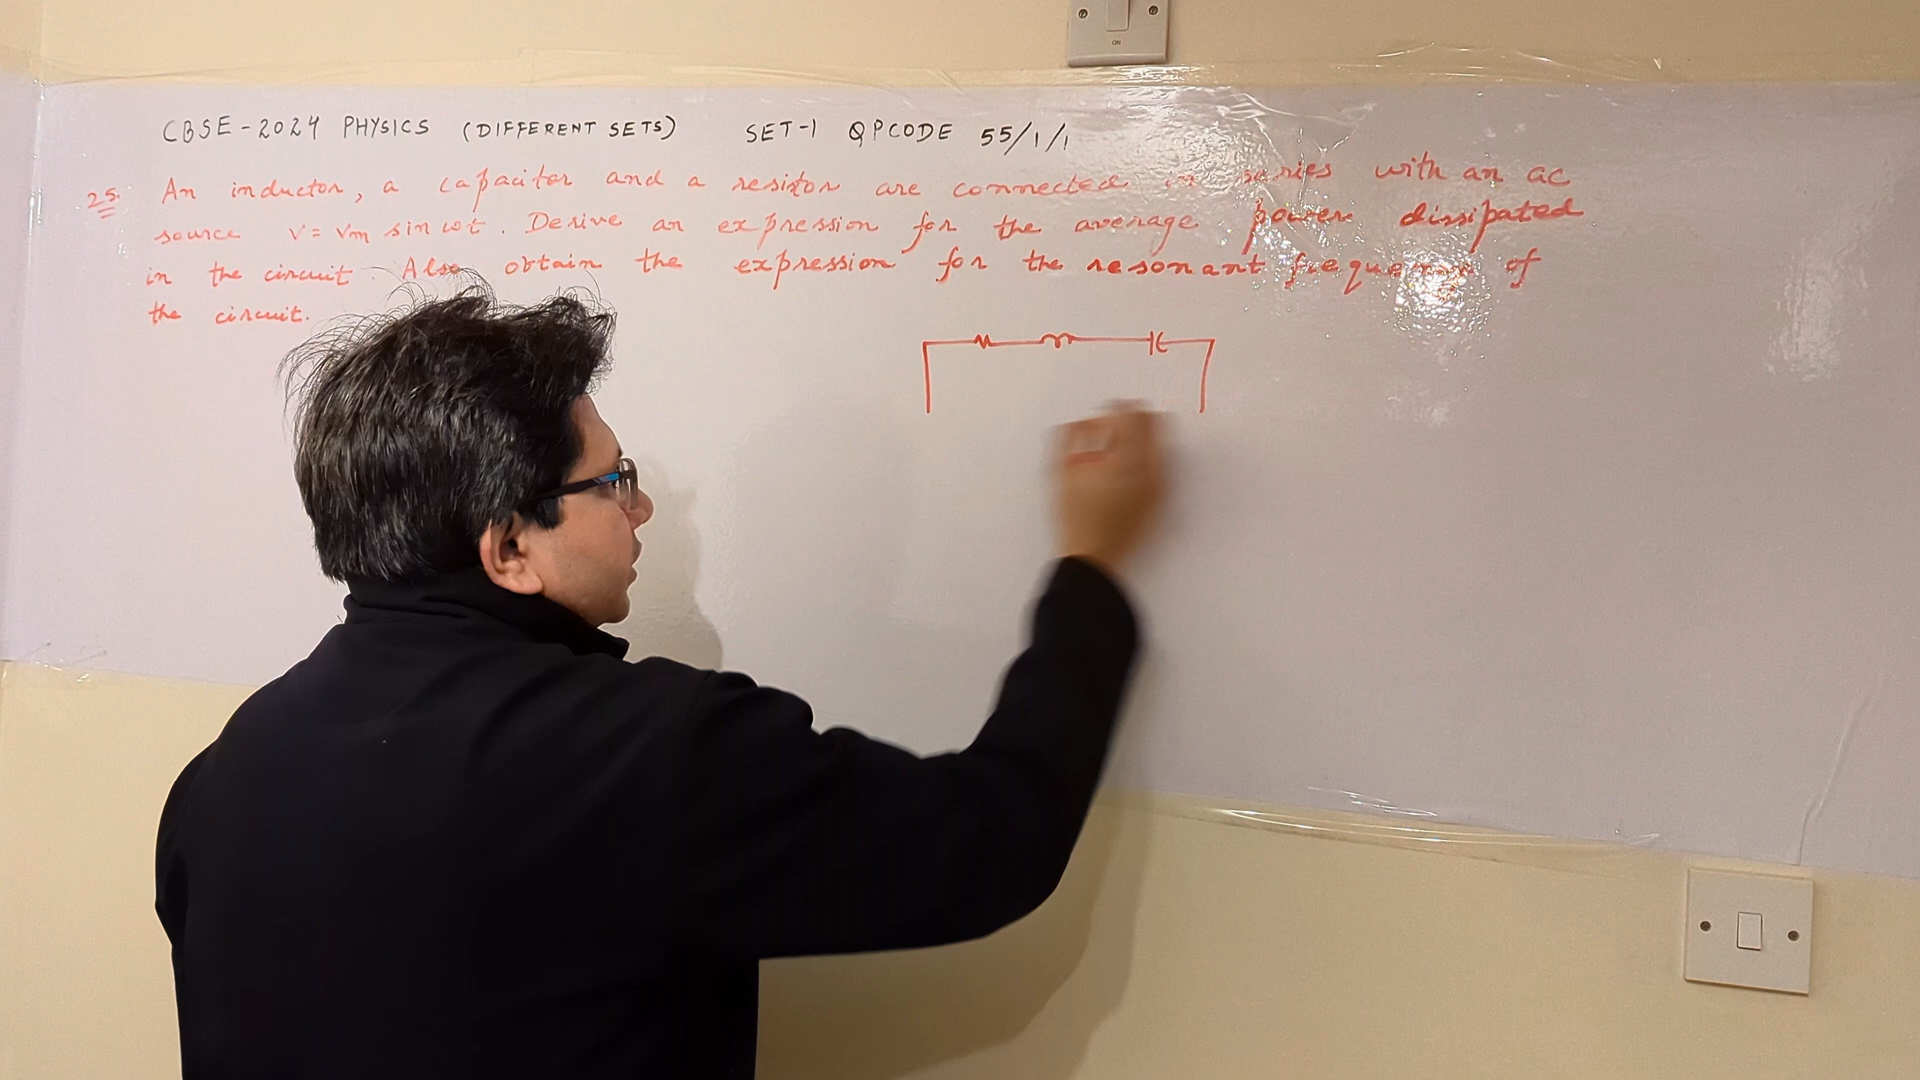 ON
CBSE-2024 PHYSICS (DIFFERENT SETS) SET-1 QPCODE 55/1/1
25. An inductor, a capacitor and a resistor are connected in series with an ac
source v = vm sin ωt. Derive an expression for the average power dissipated
in the circuit. Also obtain the expression for the resonant frequency of
the circuit.